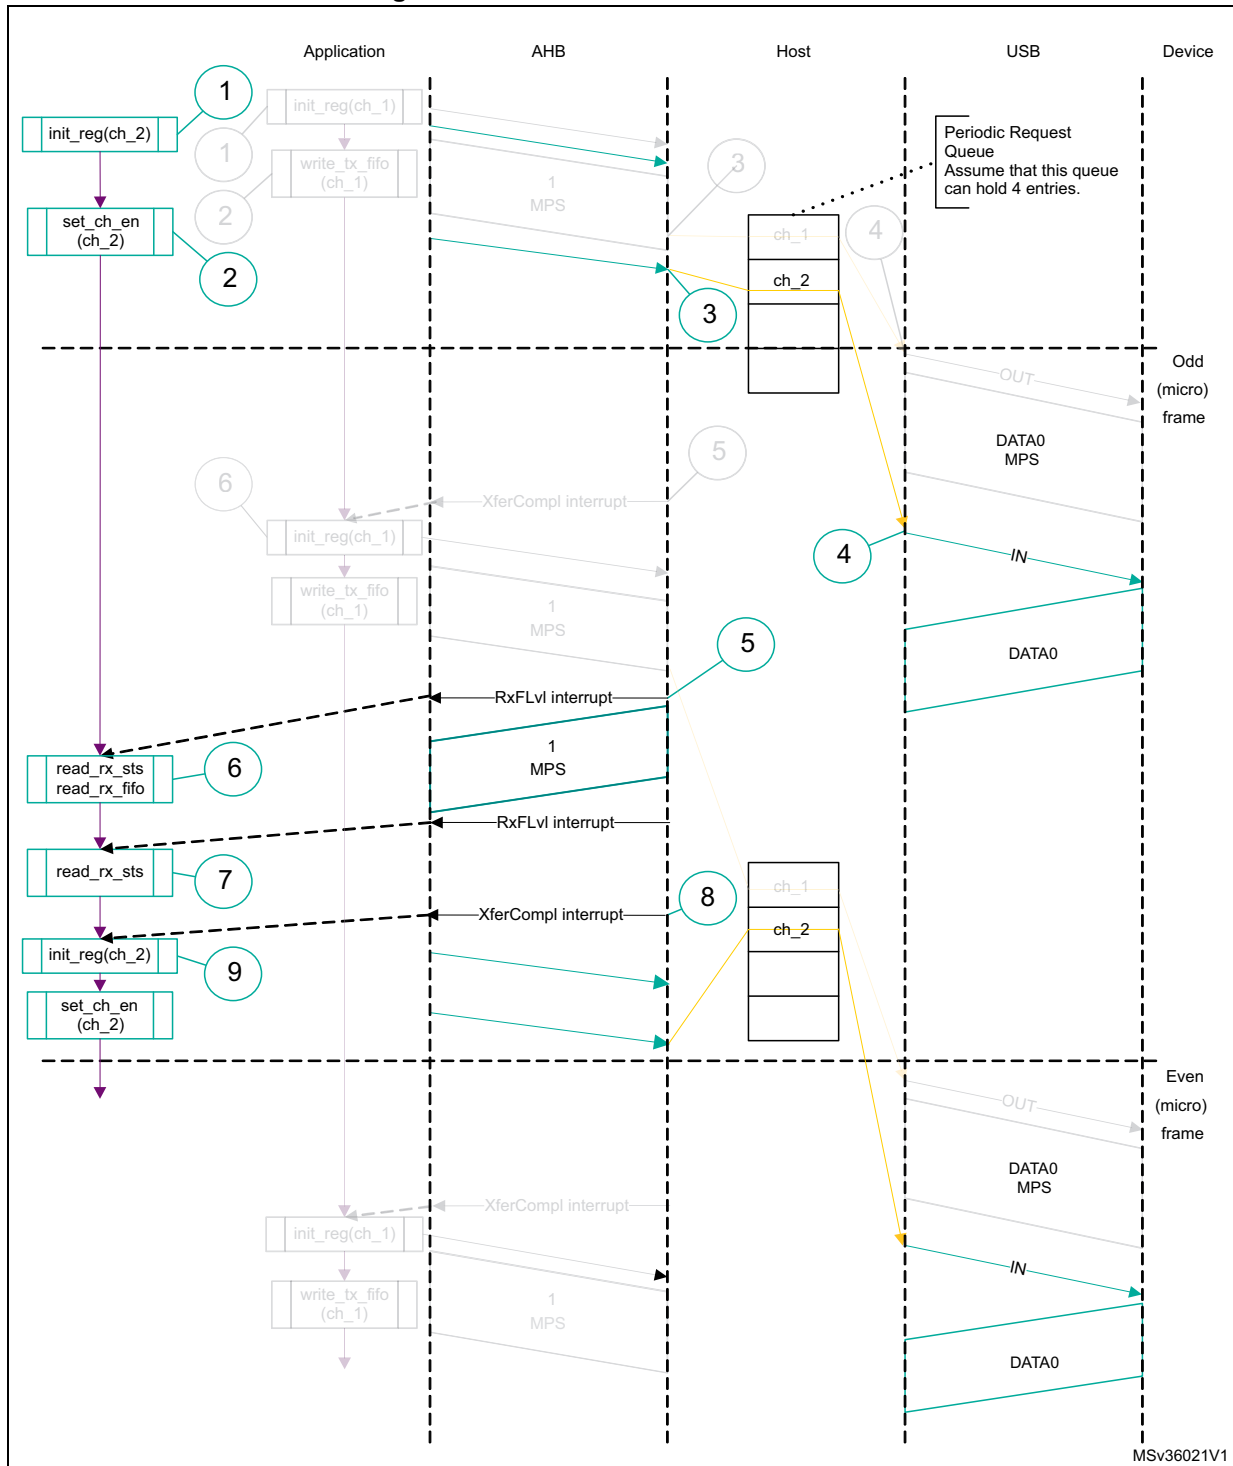 Application
AHB
Host
USB
Device
1
init_reg(ch_1)
init_reg(ch_2)
1
write_tx_fifo
(ch_1)
2
set_ch_en
(ch_2)
2
1
MPS
3
Periodic Request
Queue
Assume that this queue
can hold 4 entries.
ch_1
4
ch_2
3
Odd
(micro)
frame
OUT
DATA0
MPS
5
6
XferCompl interrupt
init_reg(ch_1)
4
IN
write_tx_fifo
(ch_1)
1
MPS
5
DATA0
RxFLvl interrupt
1
MPS
read_rx_sts
read_rx_fifo
6
RxFLvl interrupt
read_rx_sts
7
ch_1
8
XferCompl interrupt
ch_2
init_reg(ch_2)
9
set_ch_en
(ch_2)
Even
(micro)
frame
OUT
DATA0
MPS
XferCompl interrupt
init_reg(ch_1)
IN
write_tx_fifo
(ch_1)
1
MPS
DATA0
MSv36021V1